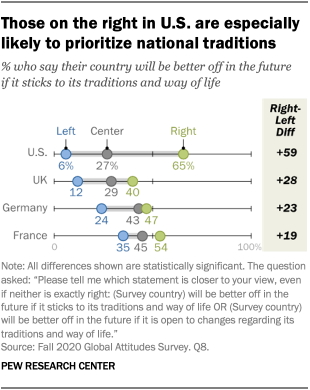 Those on the right in U.S. are especially
likely to prioritize national traditions
% who say their country will be better off in the future
if it sticks to its traditions and way of life
Right-
Left
Diff
Left Center Right
U.S. 6% 27% 65% +59
UK 12 29 40 +28
Germany 24 43 47 +23
France 35 45 54 +19
0 100%
Note: All differences shown are statistically significant. The question
asked: “Please tell me which statement is closer to your view, even
if neither is exactly right: (Survey country) will be better off in the
future if it sticks to its traditions and way of life OR (Survey country)
will be better off in the future if it is open to changes regarding its
traditions and way of life.”
Source: Fall 2020 Global Attitudes Survey. Q8.
PEW RESEARCH CENTER